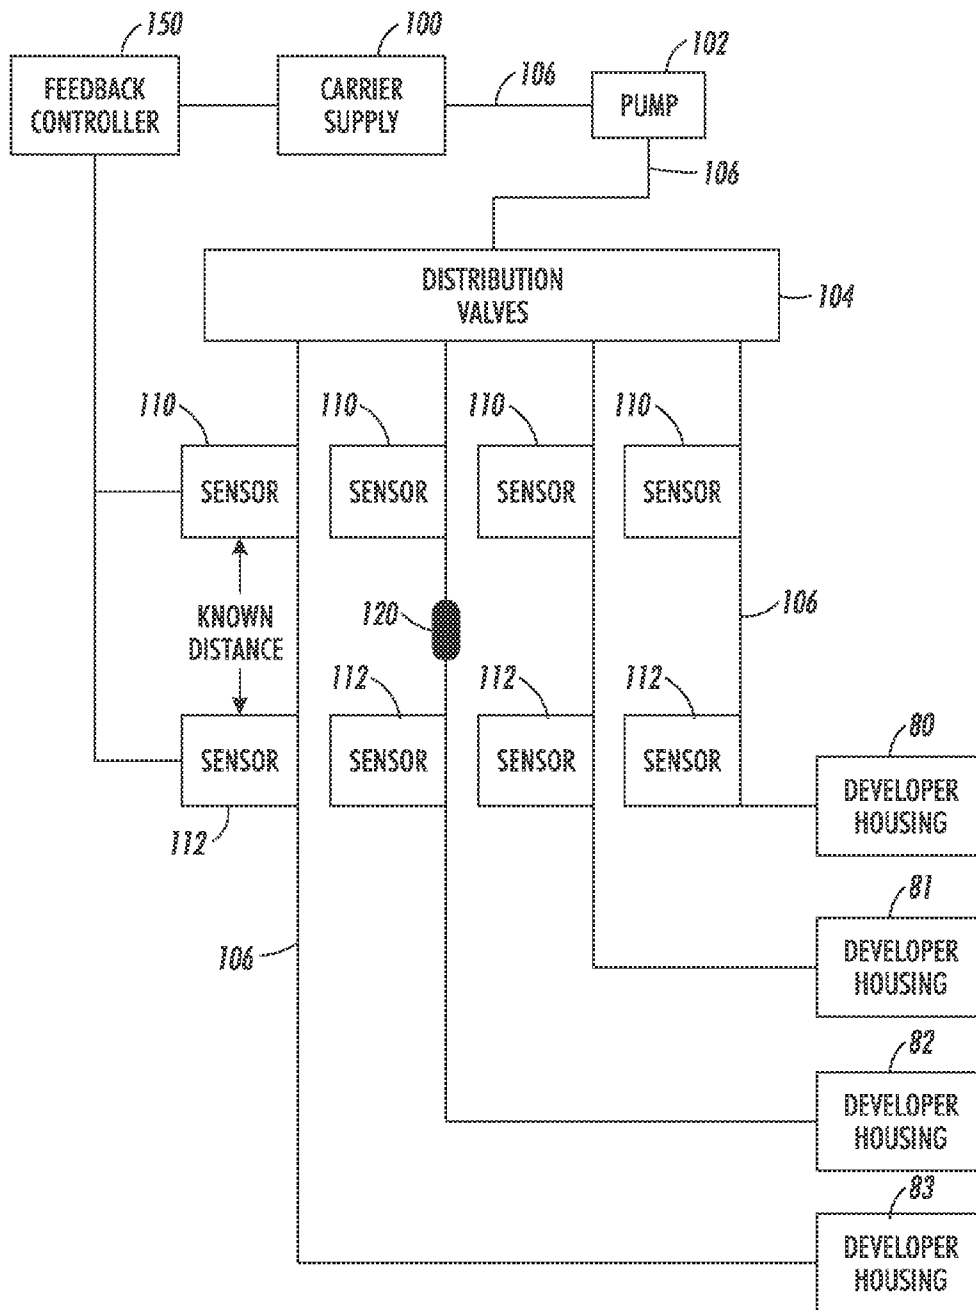 150
100
102
FEEDBACK
CONTROLLER
CARRIER
SUPPLY
106
PUMP
106
DISTRIBUTION
VALVES
104
110
110
110
110
SENSOR
SENSOR
SENSOR
SENSOR
KNOWN
DISTANCE
120
106
112
112
112
SENSOR
SENSOR
SENSOR
SENSOR
112
80
DEVELOPER
HOUSING
81
106
DEVELOPER
HOUSING
82
DEVELOPER
HOUSING
83
DEVELOPER
HOUSING